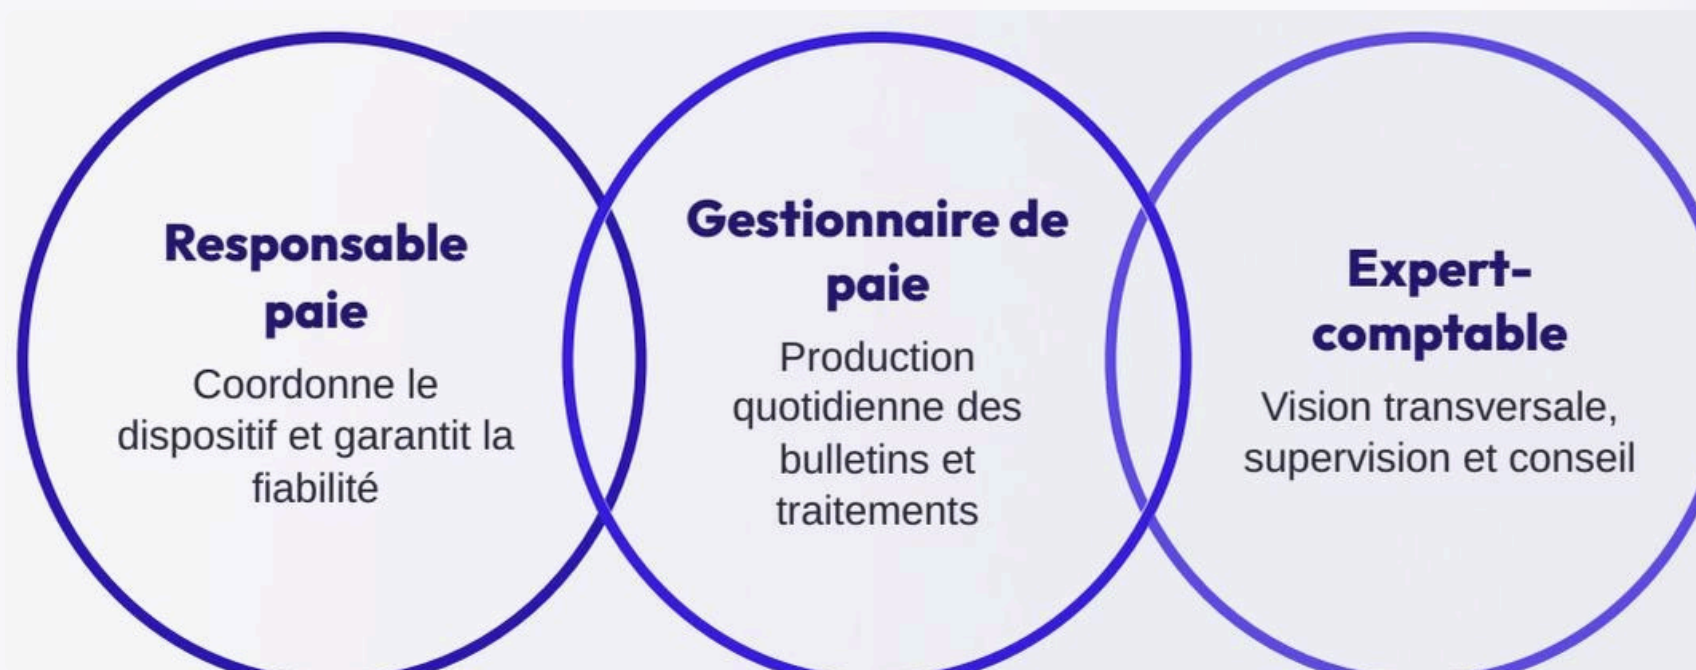 Responsable
paie
Coordonne le
dispositif et garantit la
fiabilité
Gestionnaire de
paie
Production
quotidienne des
bulletins et
traitements
Expert-
comptable
Vision transversale,
supervision et conseil